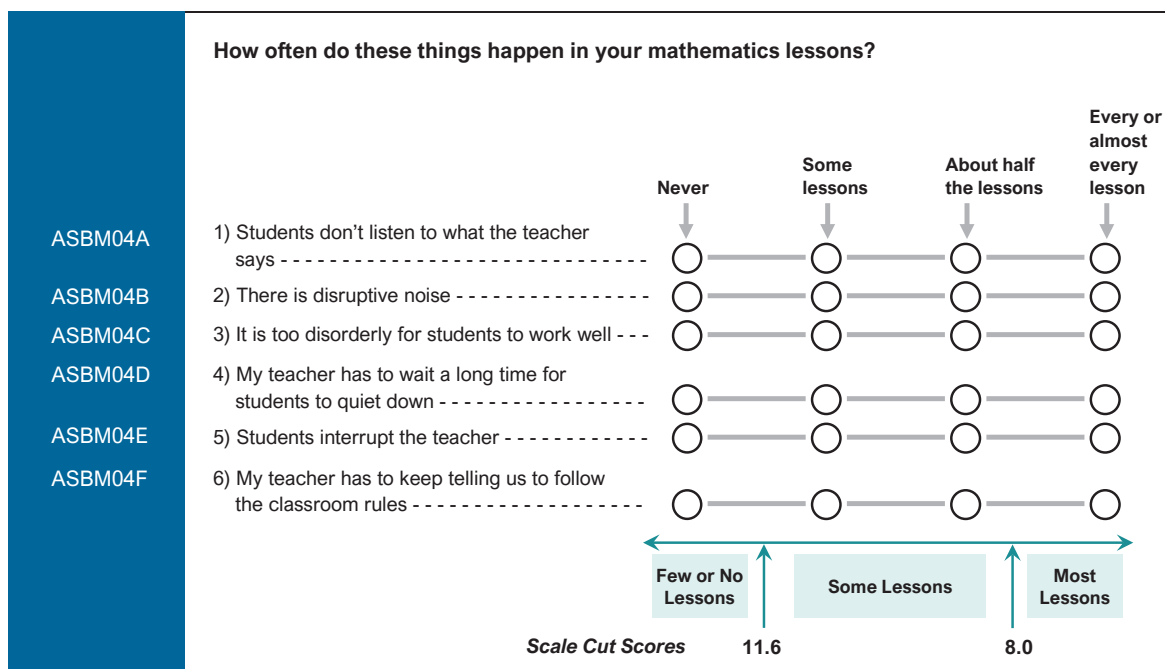 How often do these things happen in your mathematics lessons?
Every or
almost
every
lesson
Some
lessons
About half
the lessons
Never
ASBM04A
1) Students don’t listen to what the teacher
says - - - - - - - - - - - - - - - - - - - - - - - - - - - - - - -
ASBM04B
2) There is disruptive noise - - - - - - - - - - - - - - - -
ASBM04C
3) It is too disorderly for students to work well - - -
ASBM04D
4) My teacher has to wait a long time for
students to quiet down - - - - - - - - - - - - - - - - -
ASBM04E
5) Students interrupt the teacher - - - - - - - - - - - -
ASBM04F
6) My teacher has to keep telling us to follow
the classroom rules - - - - - - - - - - - - - - - - - - -
Few or No
Lessons
Some Lessons
Most
Lessons
Scale Cut Scores 11.6 8.0